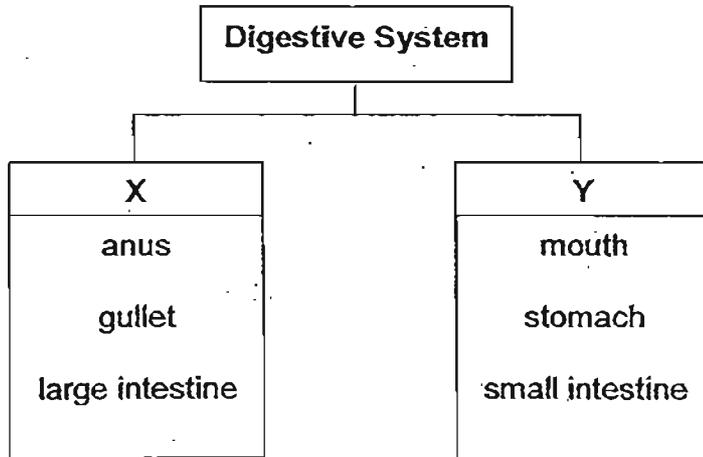 Digestive System
X
anus
gullet
large intestine
Y
mouth
stomach
small intestine